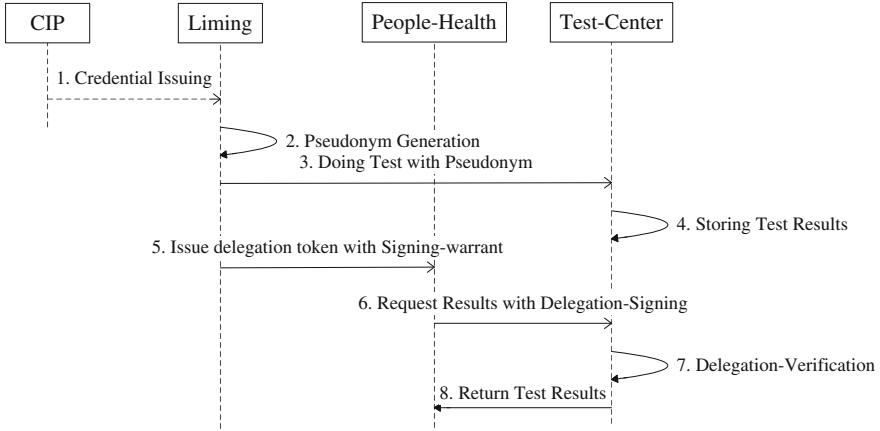 CIP
Liming
People-Health
Test-Center
1. Credential Issuing
2. Pseudonym Generation
3. Doing Test with Pseudonym
4. Storing Test Results
5. Issue delegation token with Signing-warrant
6. Request Results with Delegation-Signing
7. Delegation-Verification
8. Return Test Results